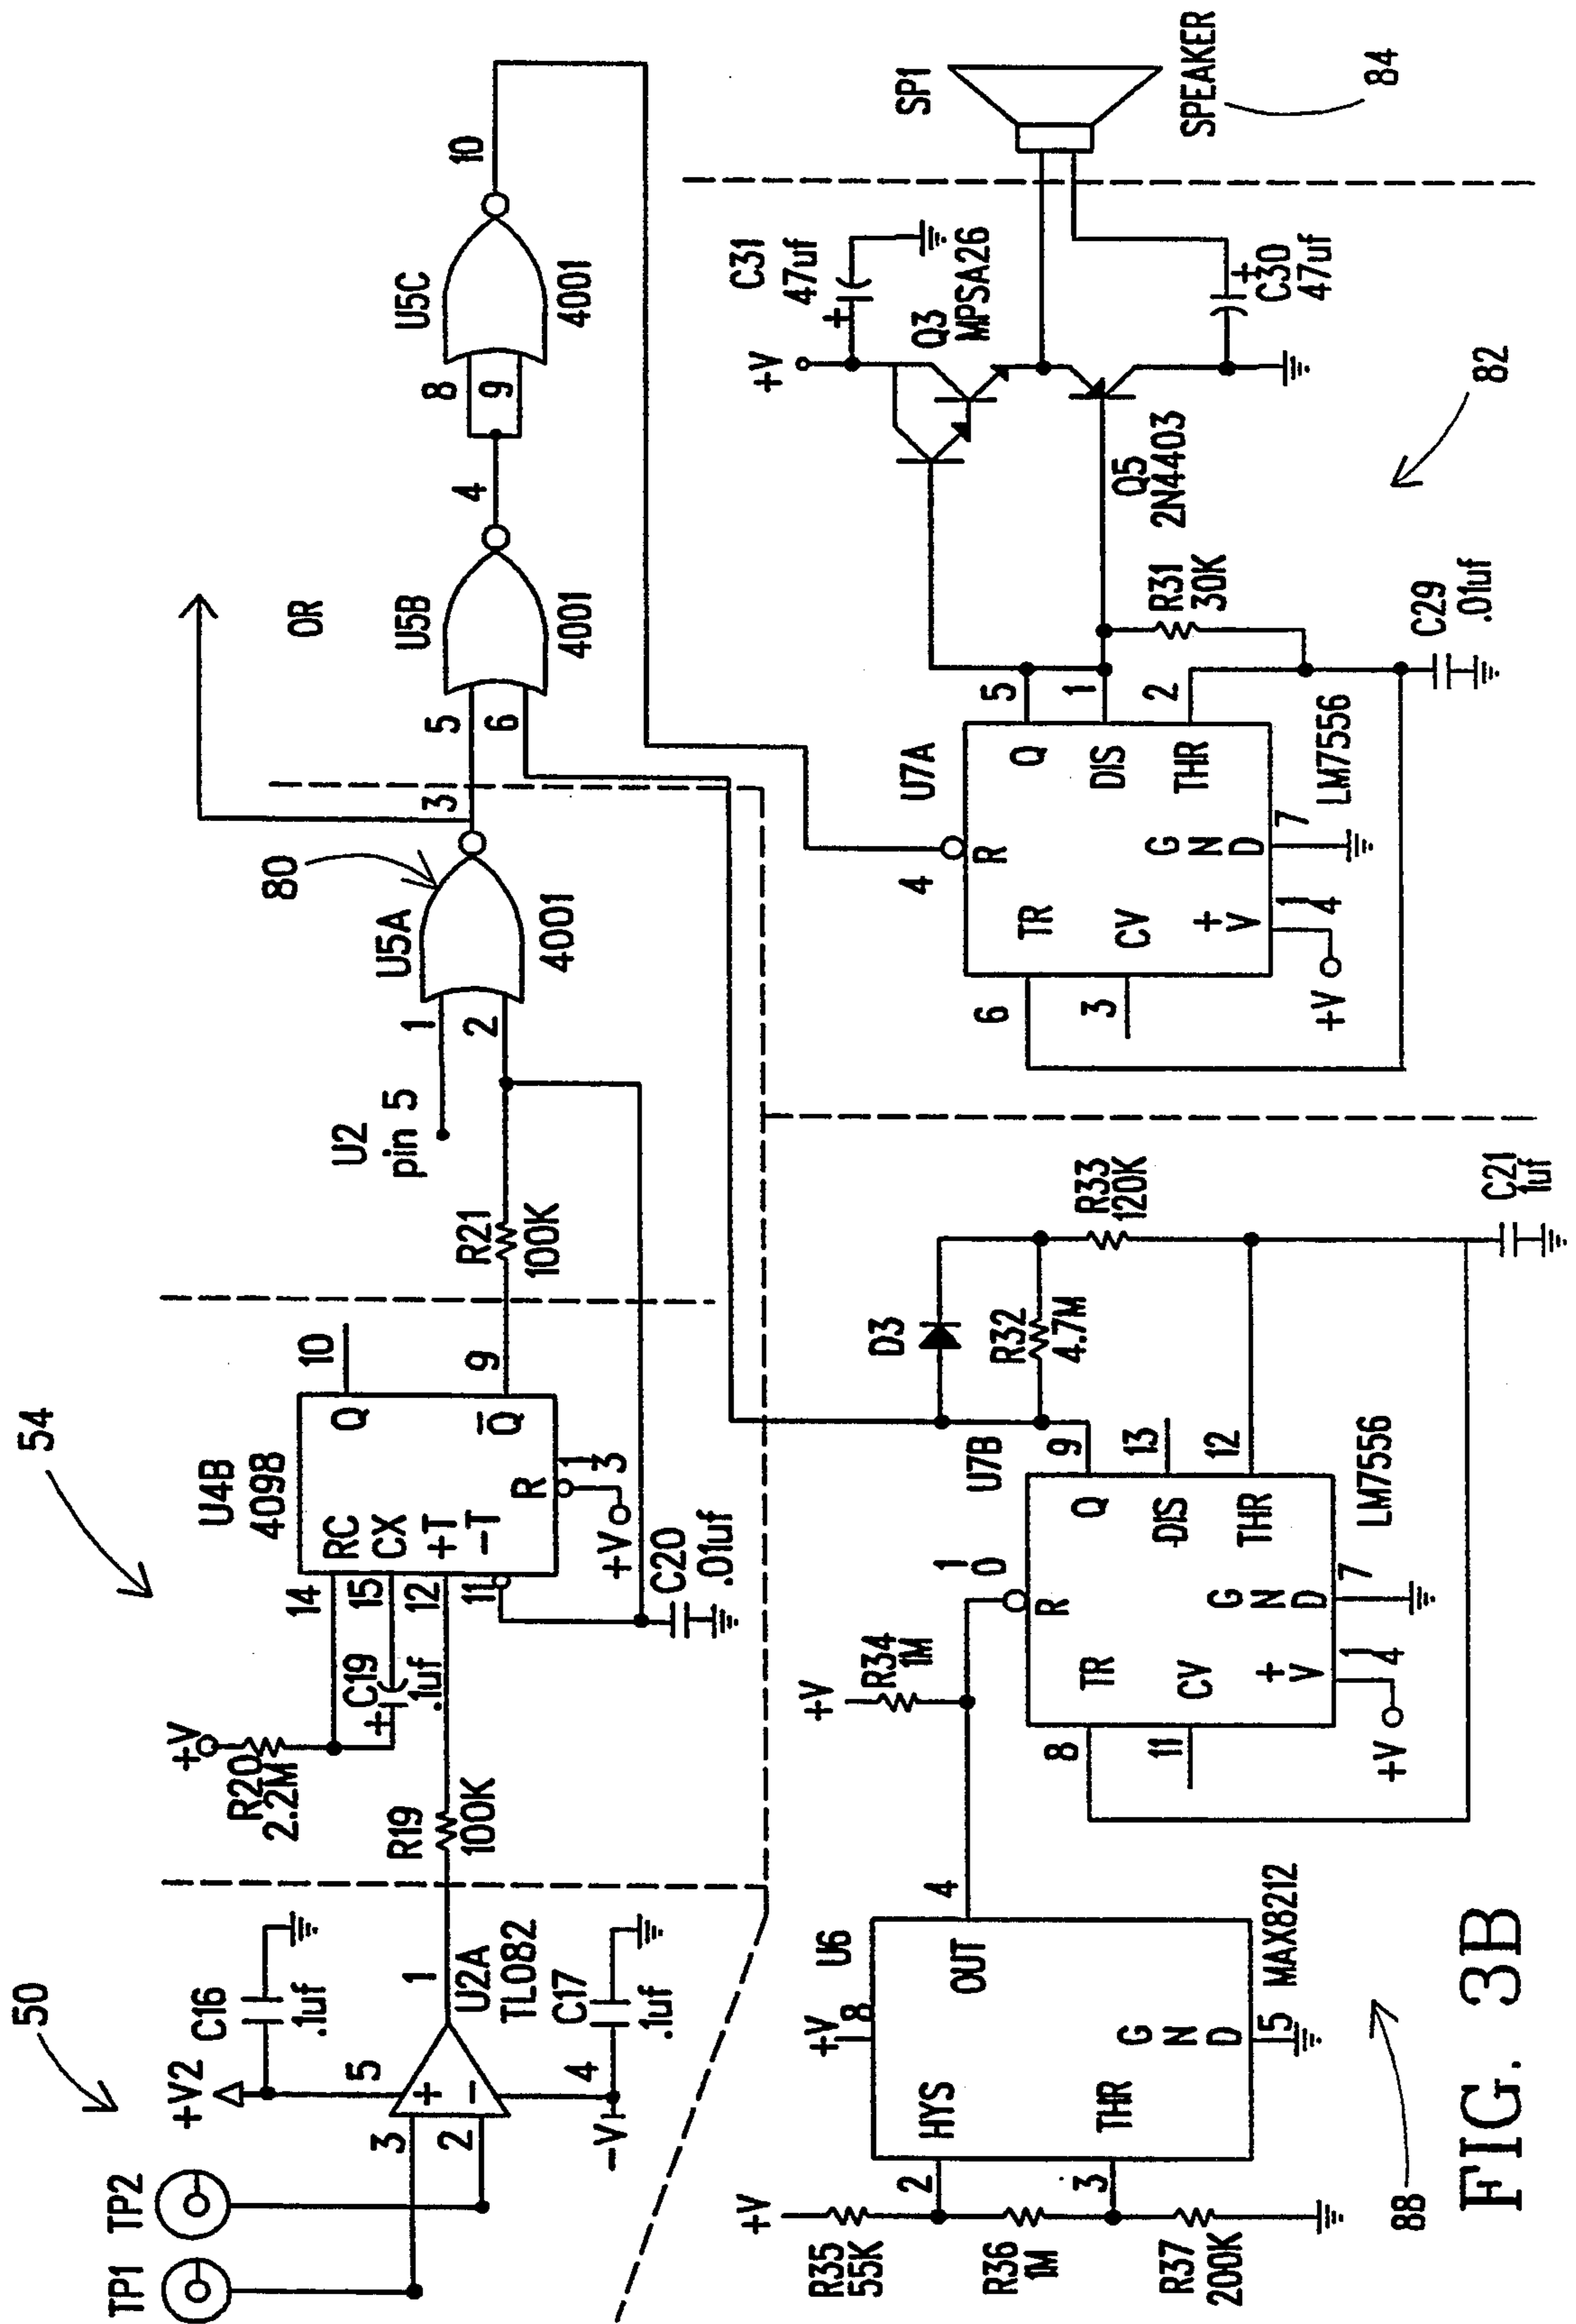 50
54
TP1
TP2
+V2
C16
.1uf
3
2
5
+
−
1
U2A
TL082
4
C17
.1uf
-V
R19
100K
+V
R20
2.2M
C19
.1uf
+
14
15
12
11
U4B
4098
RC
CX
+T
-T
Q
Q̅
R
10
9
13
+V
C20
.01uf
R21
100K
U2
pin 5
1
2
U5A
4001
80
3
OR
5
6
U5B
4001
4
8
9
U5C
4001
10
+V
R35
55K
R36
1M
R37
200K
2
3
+V
8
U6
HYS
THR
OUT
GND
5
MAX8212
4
88
+V
R34
1M
10
U7B
R
TR
CV
+V
GND
Q
DIS
THR
8
11
9
13
12
14
7
+V
LM7556
D3
R32
4.7M
R33
120K
C21
1uf
4
U7A
R
TR
CV
+V
GND
Q
DIS
THR
6
3
5
1
2
14
7
+V
LM7556
R31
30K
C29
.01uf
Q5
2N4403
Q3
MPSA26
+V
C31
47uf
+
+
C30
47uf
82
SP1
SPEAKER
84
FIG. 3B